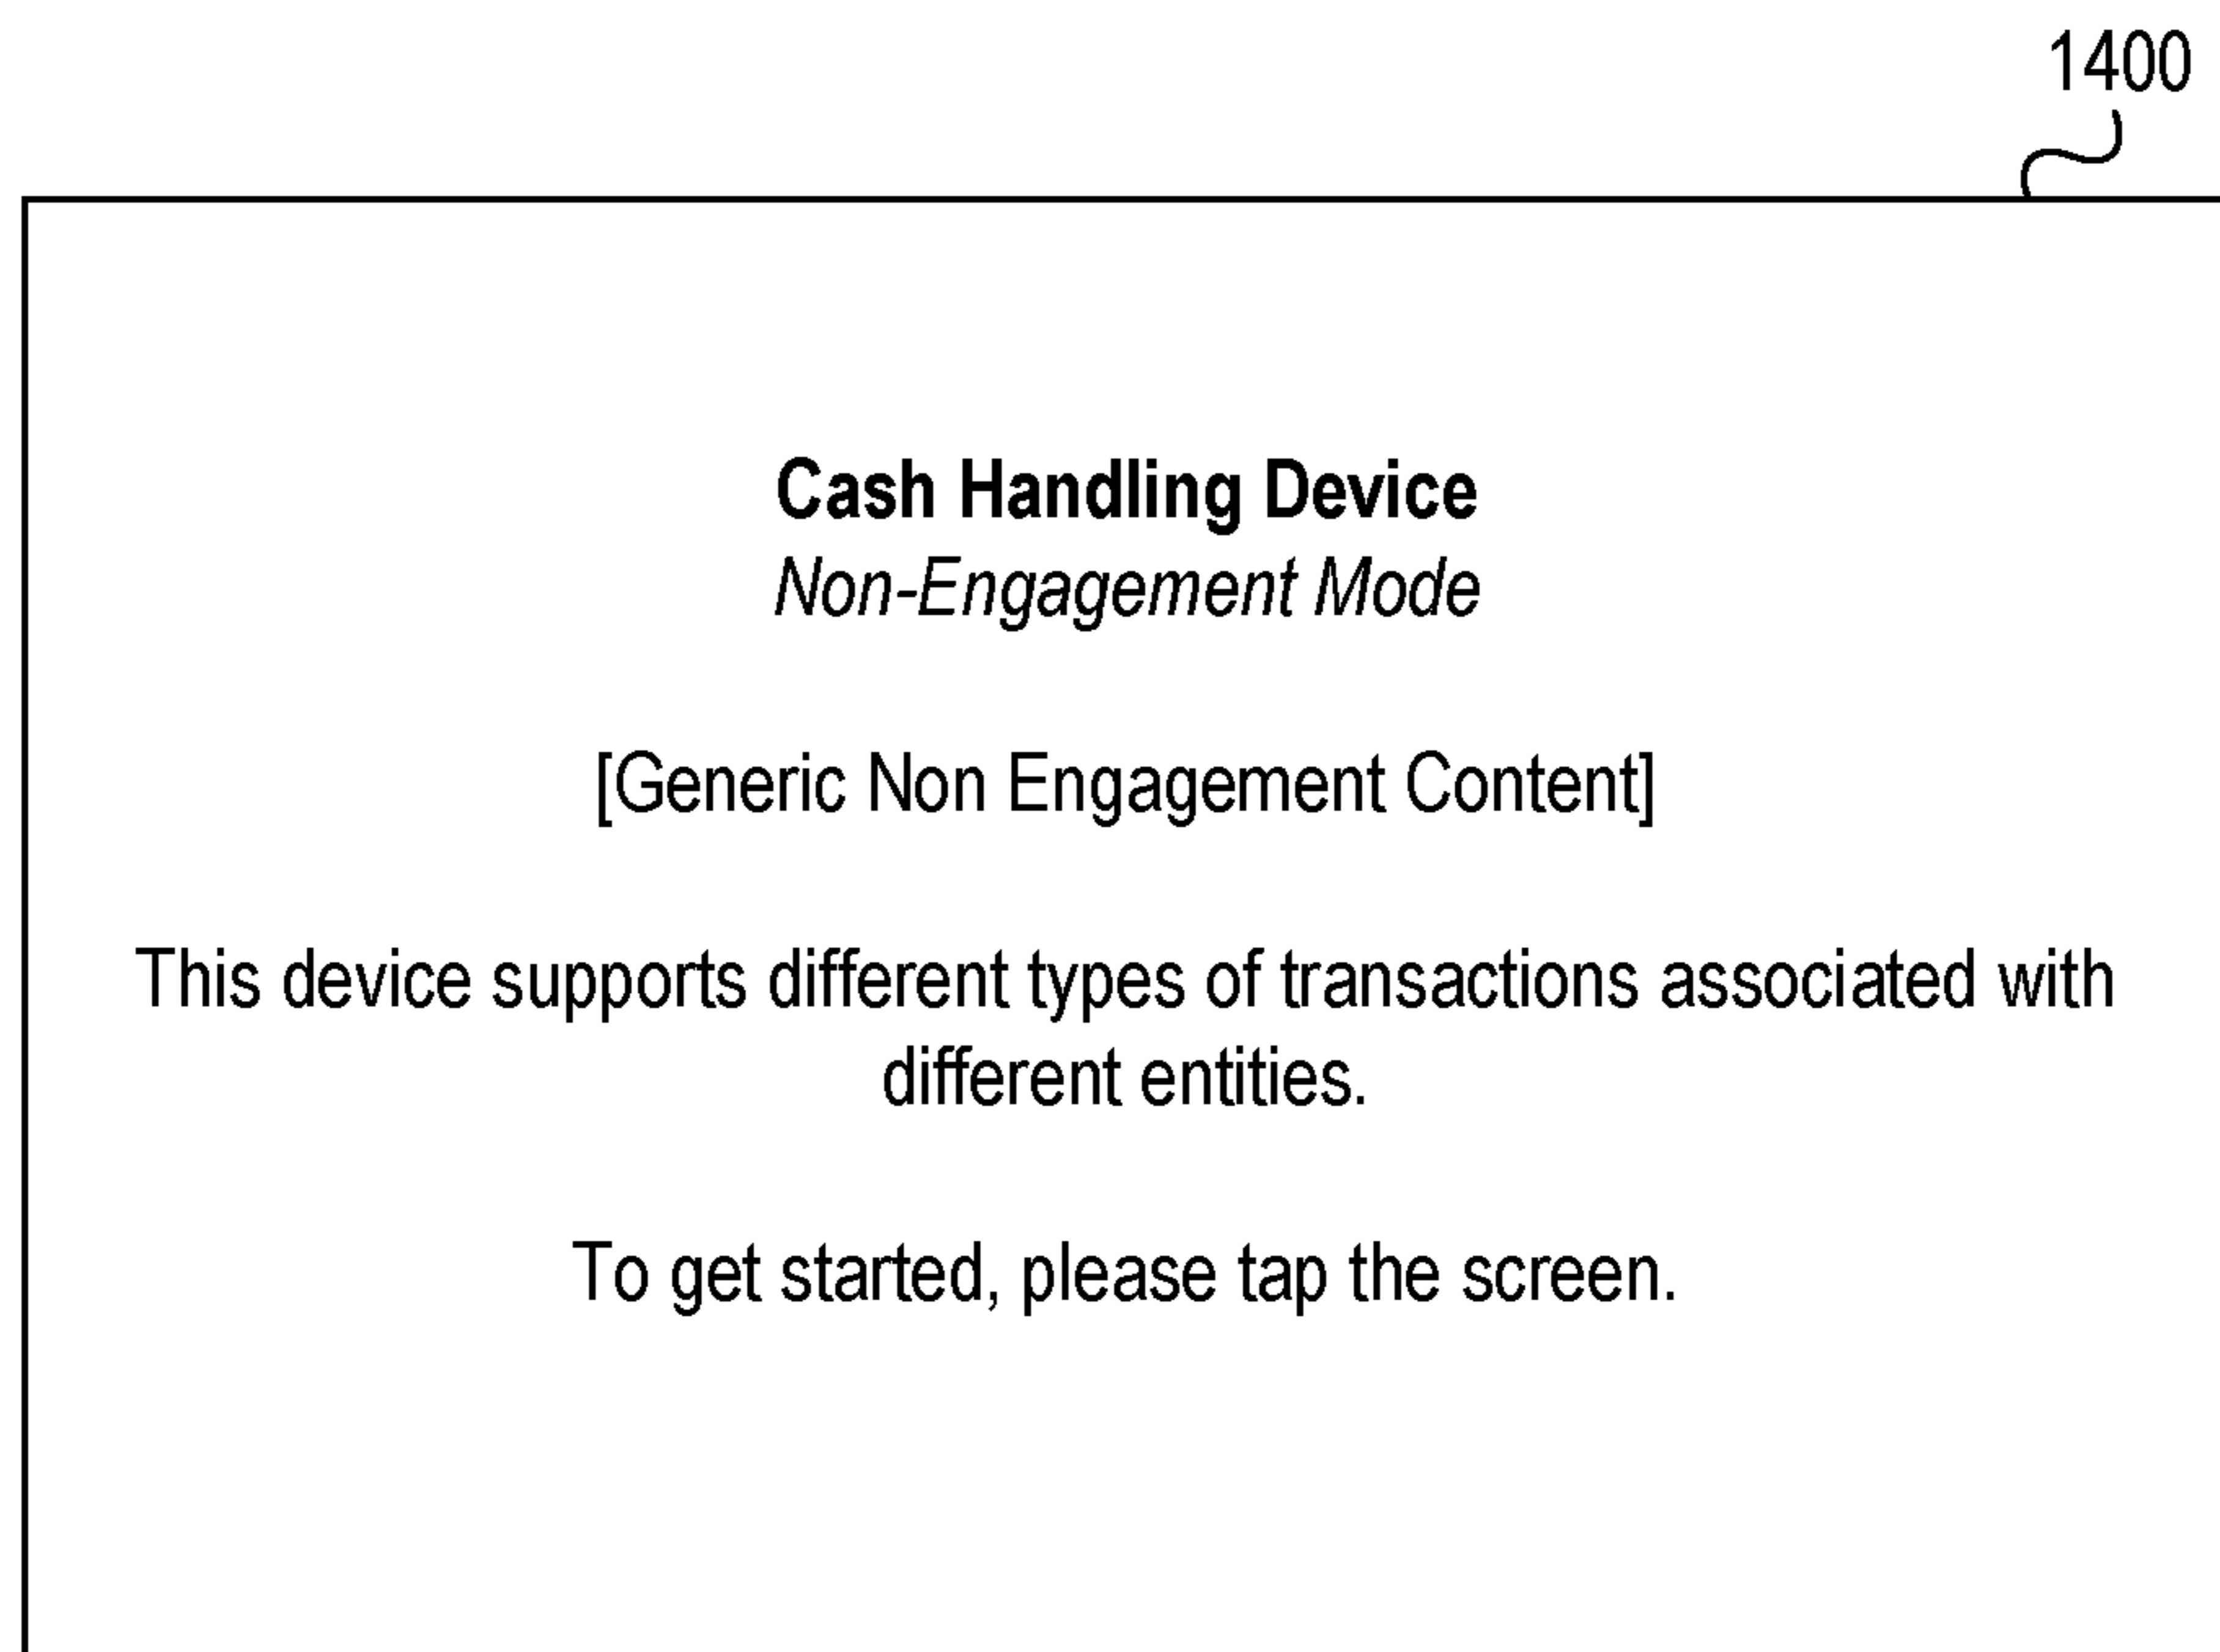 1400
Cash Handling Device
Non-Engagement Mode
[Generic Non Engagement Content]
This device supports different types of transactions associated with
different entities.
To get started, please tap the screen.